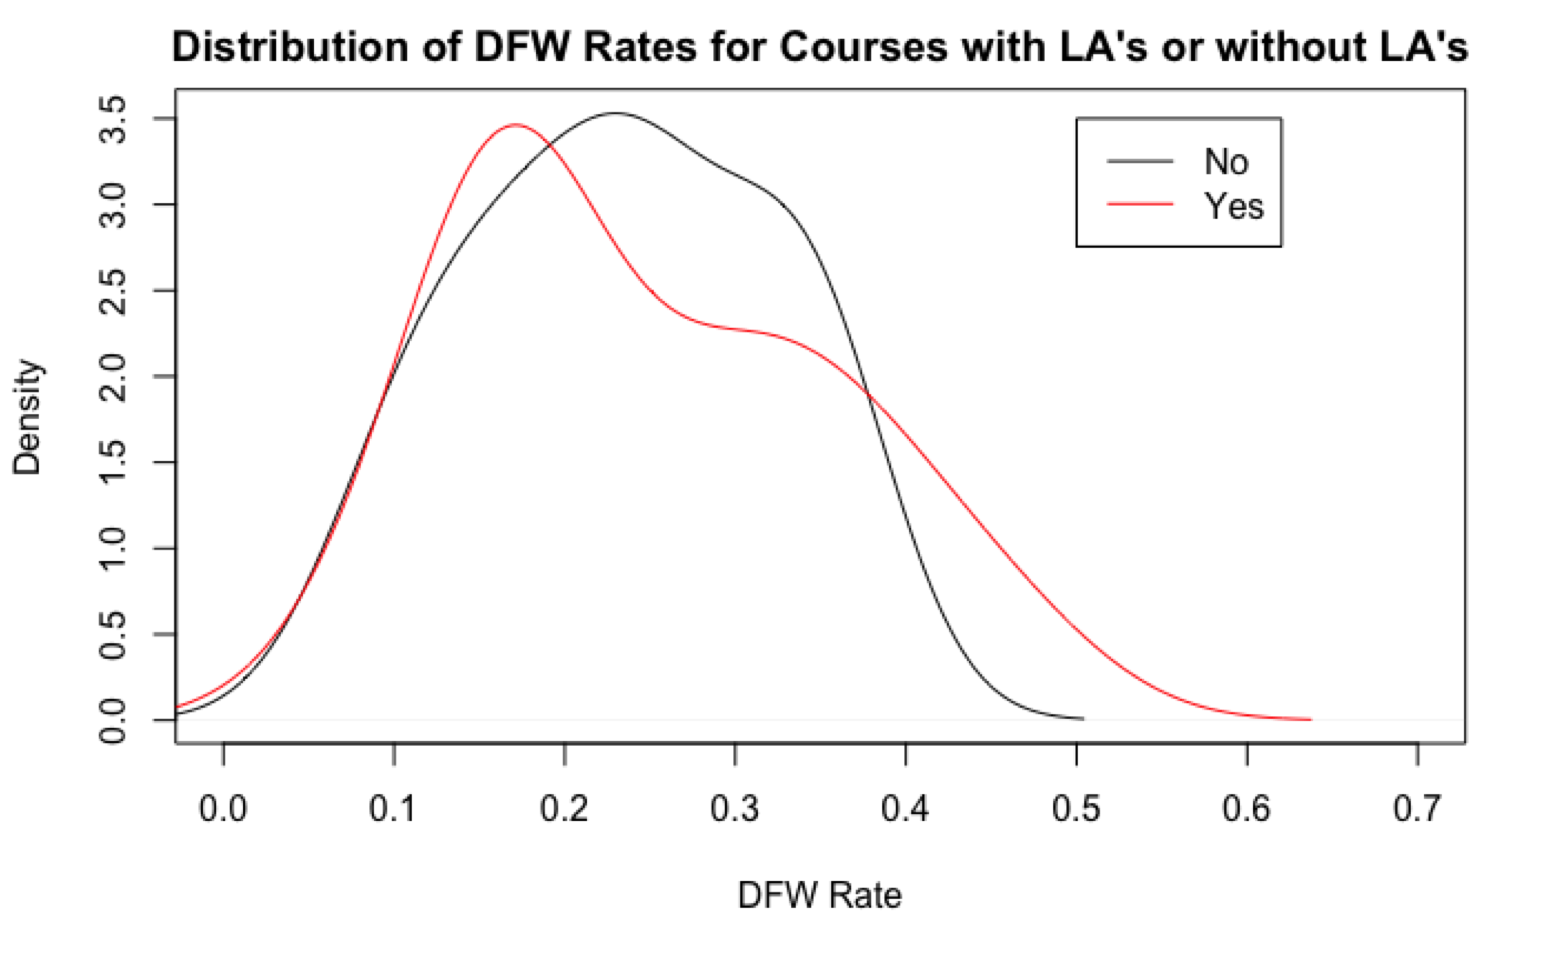 Distribution of DFW Rates for Courses with LA's or without LA's
No
Yes
Density
3.5
3.0
2.5
2.0
1.5
1.0
0.5
0.0
0.0 0.1 0.2 0.3 0.4 0.5 0.6 0.7
DFW Rate